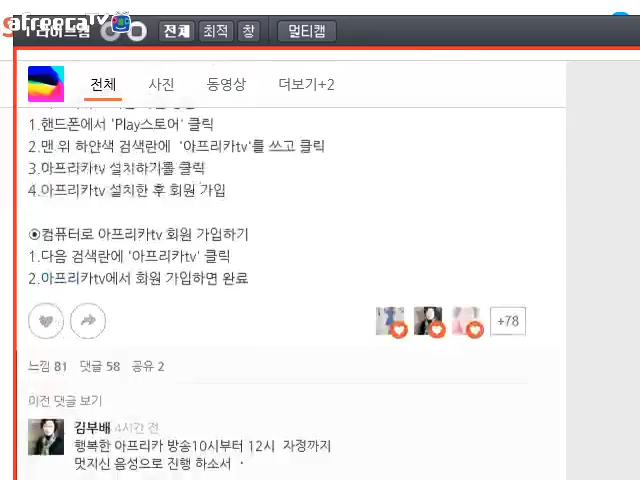 afreecaTV
라이브캠 전체 최적 창 멀티캠
전체 사진 동영상 더보기+2
1.핸드폰에서 'Play스토어' 클릭
2.맨 위 하얀색 검색란에 '아프리카tv'를 쓰고 클릭
3.아프리카tv 설치하기를 클릭
4.아프리카tv 설치한 후 회원 가입
⊙컴퓨터로 아프리카tv 회원 가입하기
1.다음 검색란에 '아프리카tv' 클릭
2.아프리카tv에서 회원 가입하면 완료
+78
느낌 81 댓글 58 공유 2
이전 댓글 보기
김부배 4시간 전
행복한 아프리카 방송10시부터 12시 자정까지
멋지신 음성으로 진행 하소서 ·